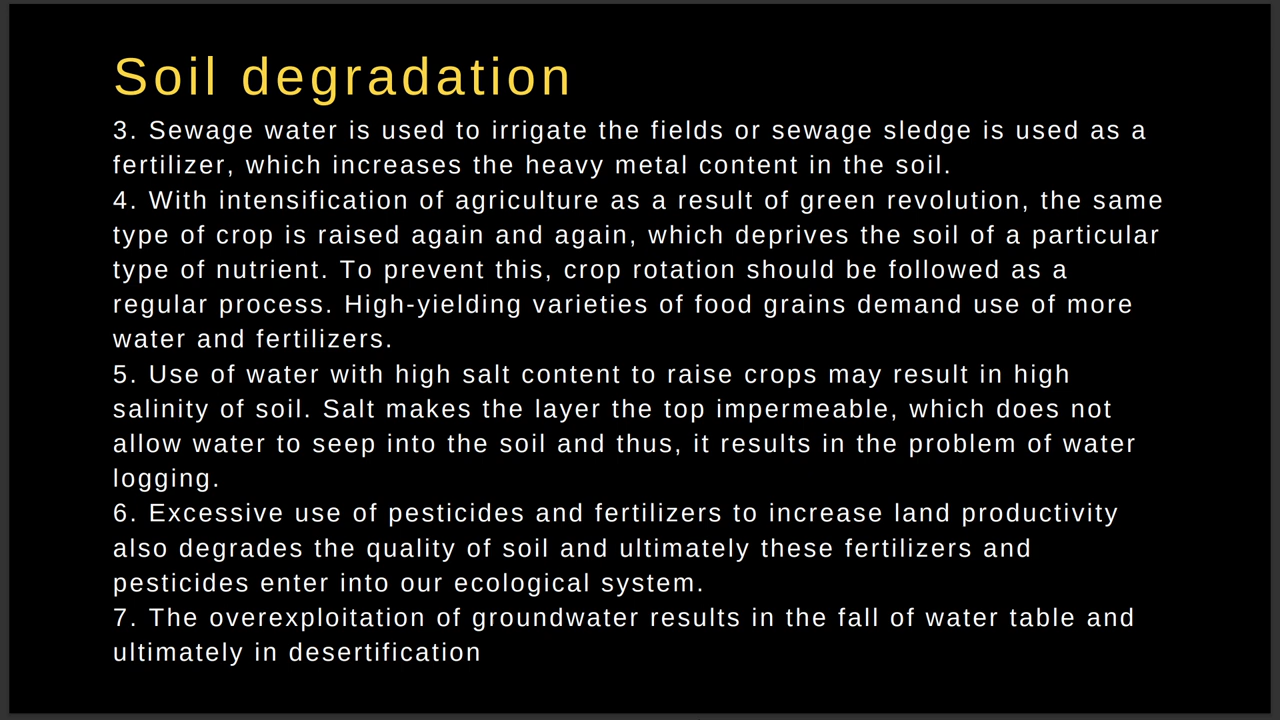 Soil degradation
3. Sewage water is used to irrigate the fields or sewage sledge is used as a
fertilizer, which increases the heavy metal content in the soil.
4. With intensification of agriculture as a result of green revolution, the same
type of crop is raised again and again, which deprives the soil of a particular
type of nutrient. To prevent this, crop rotation should be followed as a
regular process. High-yielding varieties of food grains demand use of more
water and fertilizers.
5. Use of water with high salt content to raise crops may result in high
salinity of soil. Salt makes the layer the top impermeable, which does not
allow water to seep into the soil and thus, it results in the problem of water
logging.
6. Excessive use of pesticides and fertilizers to increase land productivity
also degrades the quality of soil and ultimately these fertilizers and
pesticides enter into our ecological system.
7. The overexploitation of groundwater results in the fall of water table and
ultimately in desertification